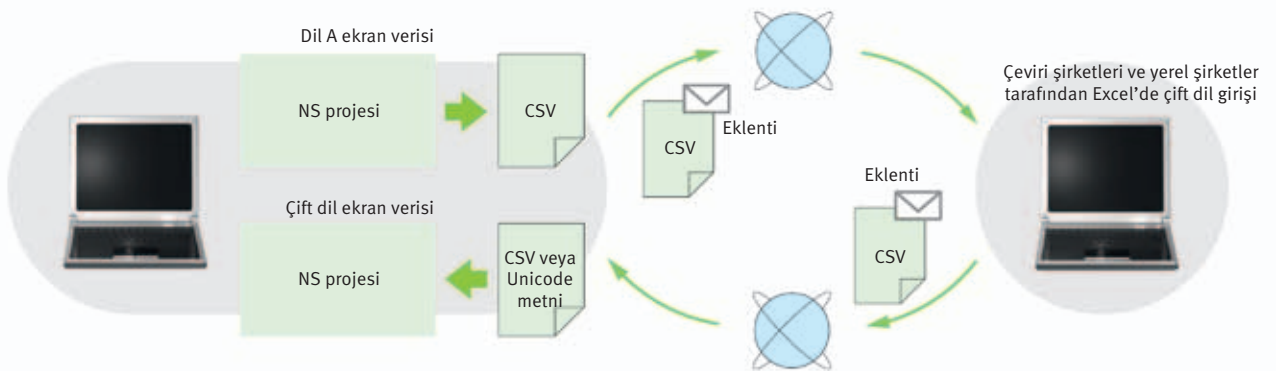 Dil A ekran verisi
NS projesi
CSV
CSV
Eklenti
Çeviri şirketleri ve yerel şirketler
tarafından Excel’de çift dil girişi
Eklenti
CSV
Çift dil ekran verisi
NS projesi
CSV veya
Unicode
metni